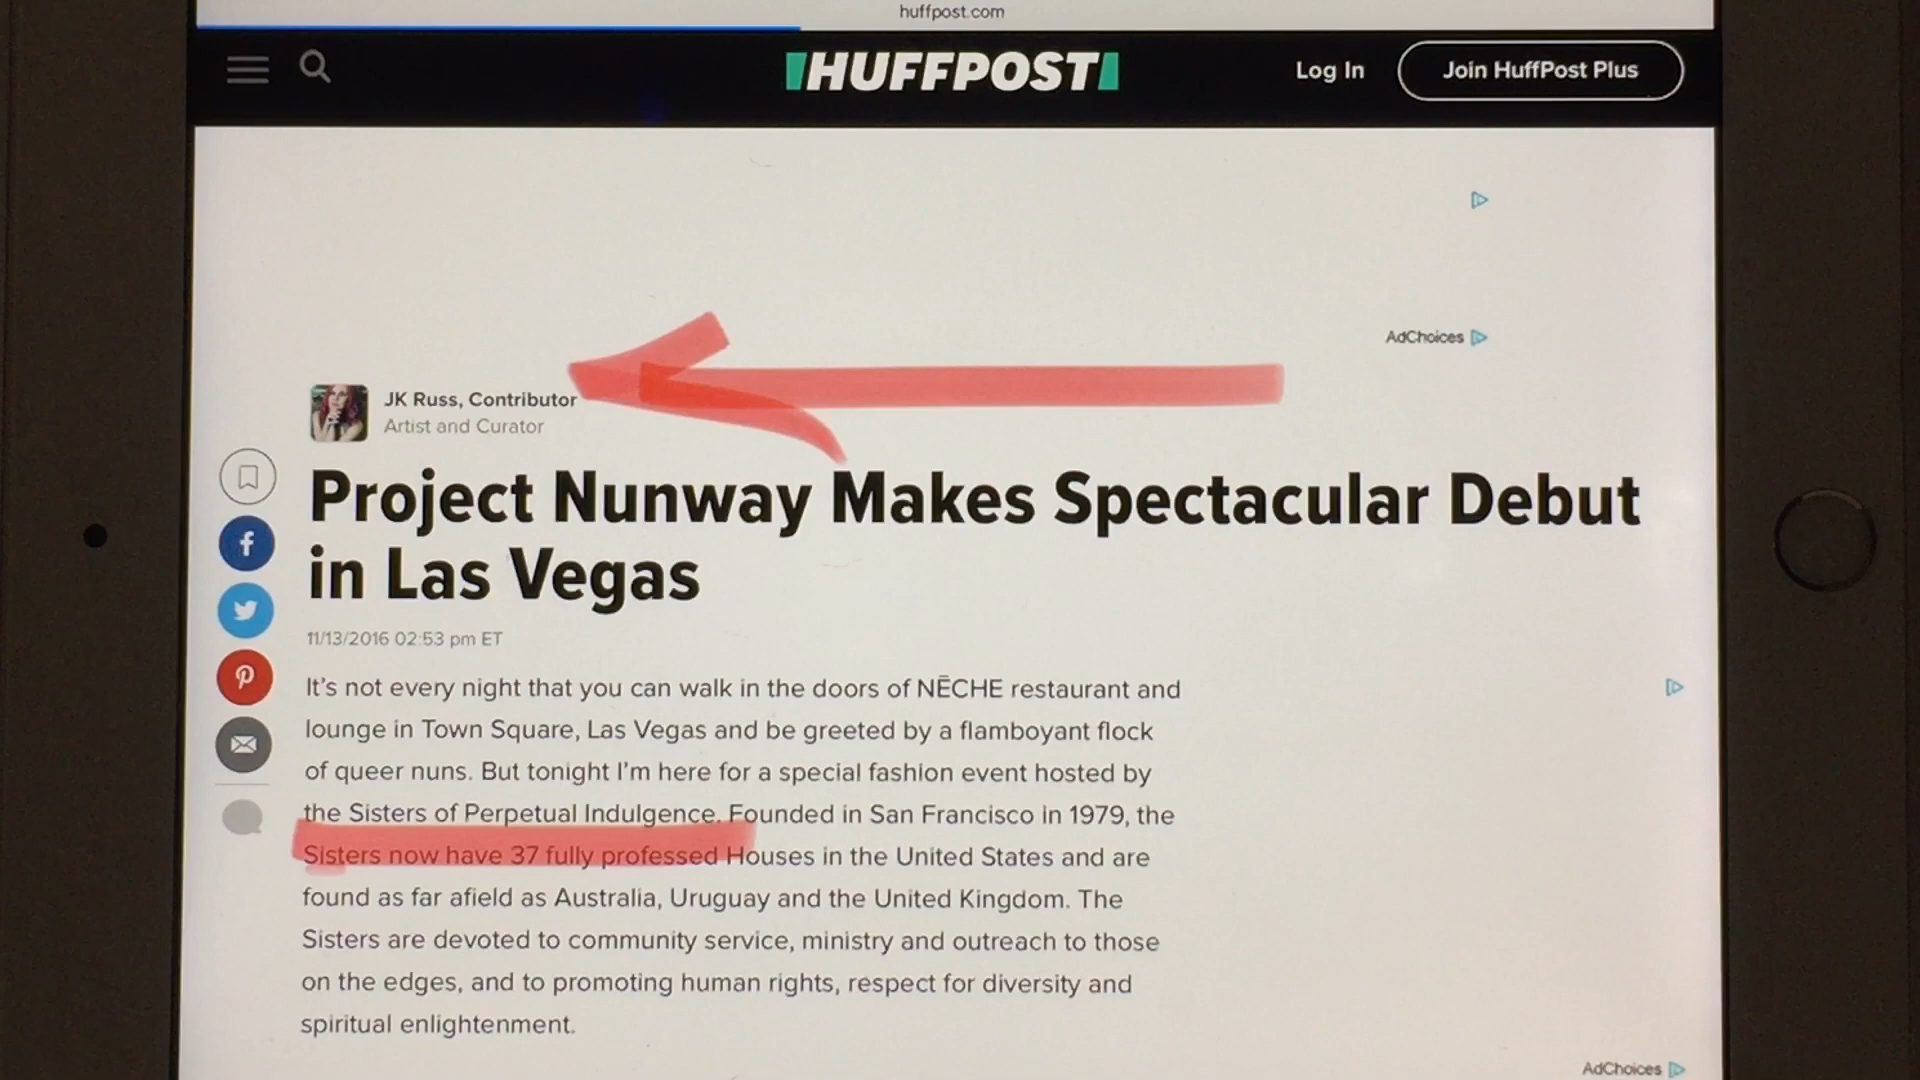 huffpost.com
HUFFPOST
Log In
Join HuffPost Plus
AdChoices
JK Russ, Contributor
Artist and Curator
Project Nunway Makes Spectacular Debut
in Las Vegas
11/13/2016 02:53 pm ET
It's not every night that you can walk in the doors of NĒCHE restaurant and
lounge in Town Square, Las Vegas and be greeted by a flamboyant flock
of queer nuns. But tonight I'm here for a special fashion event hosted by
the Sisters of Perpetual Indulgence. Founded in San Francisco in 1979, the
Sisters now have 37 fully professed Houses in the United States and are
found as far afield as Australia, Uruguay and the United Kingdom. The
Sisters are devoted to community service, ministry and outreach to those
on the edges, and to promoting human rights, respect for diversity and
spiritual enlightenment.
AdChoices